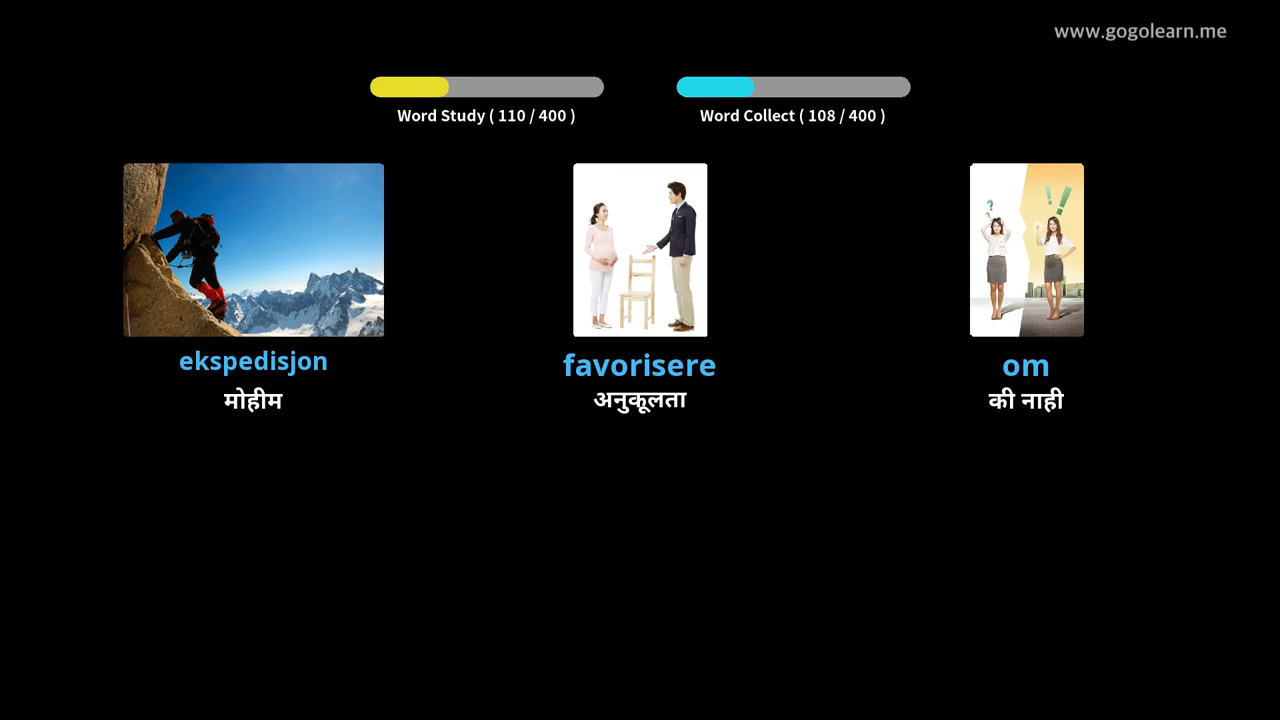 www.gogolearn.me
Word Study ( 110 / 400 )
Word Collect ( 108 / 400 )
ekspedisjon
favorisere
om
मोहीम
अनुकूलता
की नाही